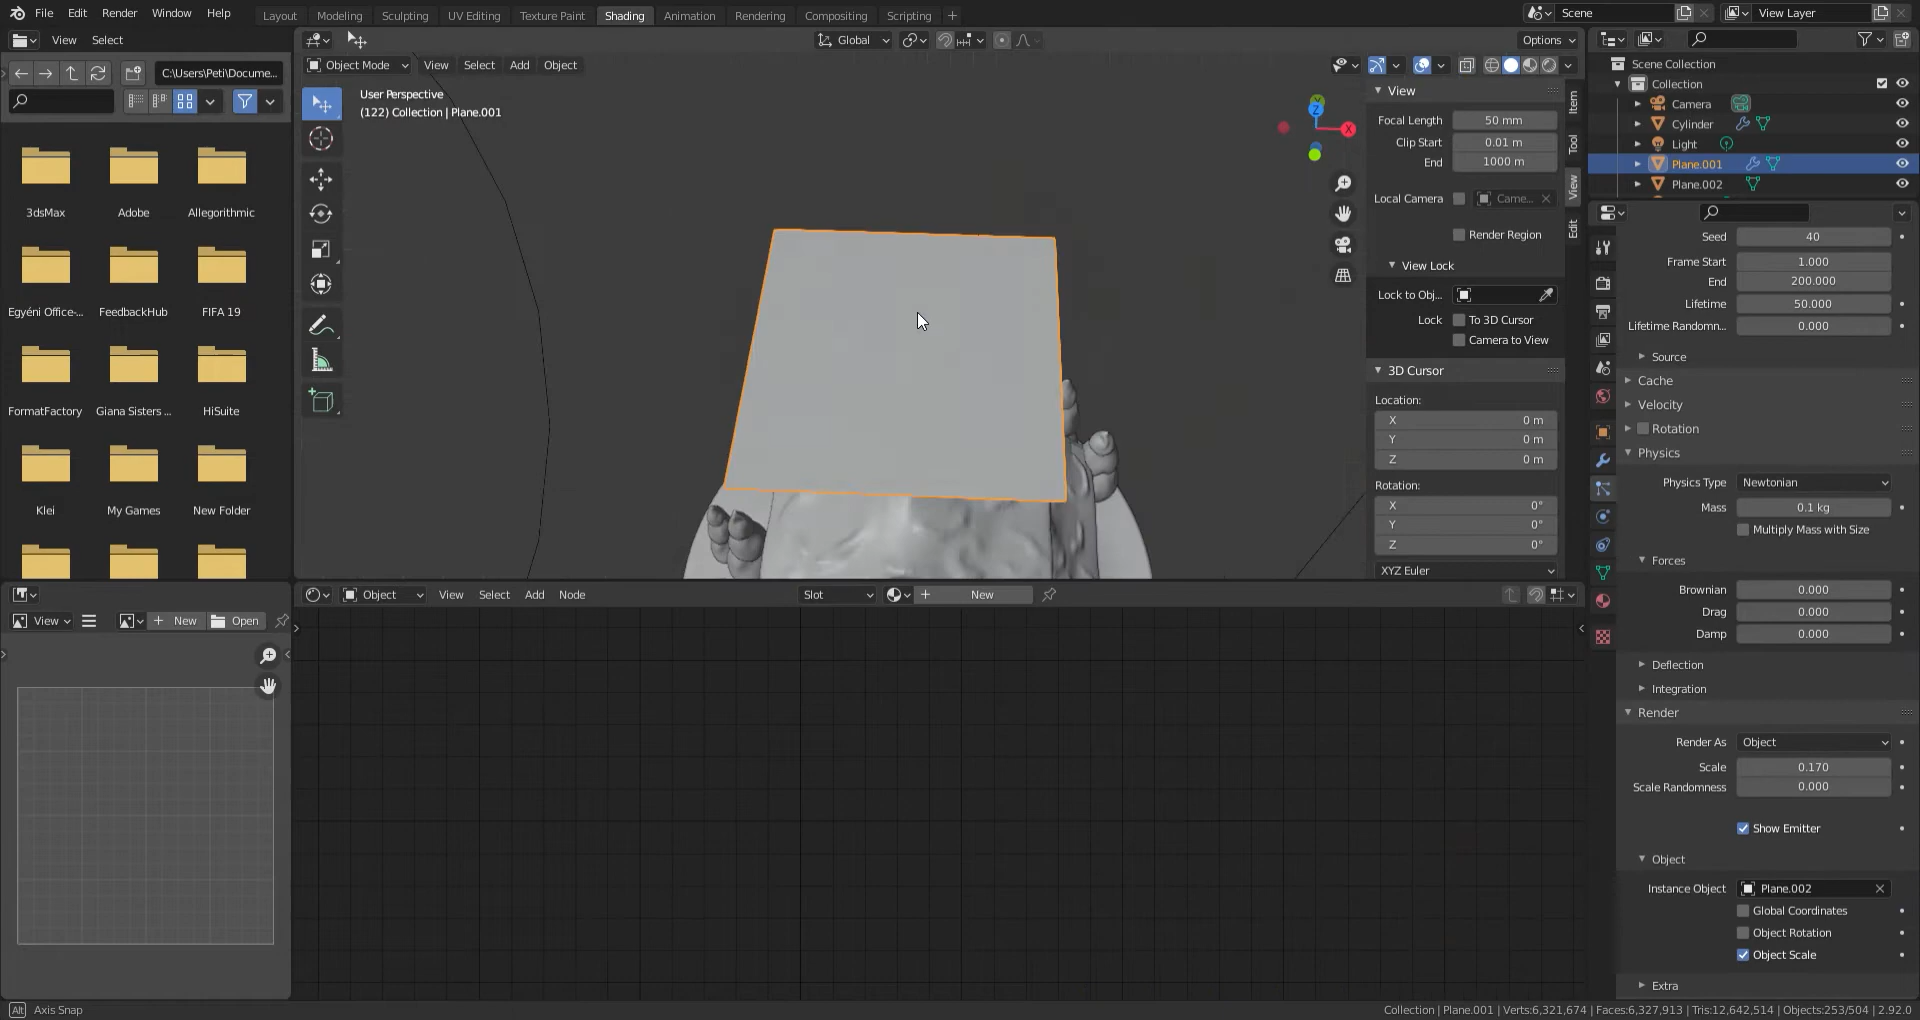 File Edit Render Window Help
Layout Modeling Sculpting UV Editing Texture Paint Shading Animation Rendering Compositing Scripting +
Scene
View Layer
View Select
Global
Options
C:\Users\Peti\Docume...
Object Mode View Select Add Object
User Perspective
(122) Collection | Plane.001
3dsMax Adobe Allegorithmic
Egyéni Office-... FeedbackHub FIFA 19
FormatFactory Giana Sisters ... HiSuite
Klei My Games New Folder
X
Z
View
Focal Length 50 mm
Clip Start 0.01 m
End 1000 m
Local Camera Came...
Render Region
View Lock
Lock to Obj...
Lock To 3D Cursor
Camera to View
3D Cursor
Location:
X 0 m
Y 0 m
Z 0 m
Rotation:
X 0°
Y 0°
Z 0°
XYZ Euler
Item
Tool
View
Edit
Scene Collection
Collection
Camera
Cylinder
Light
Plane.001
Plane.002
Seed 40
Frame Start 1.000
End 200.000
Lifetime 50.000
Lifetime Randomn... 0.000
Source
Cache
Velocity
Rotation
Physics
Physics Type Newtonian
Mass 0.1 kg
Multiply Mass with Size
Forces
Brownian 0.000
Drag 0.000
Damp 0.000
Deflection
Integration
Render
Render As Object
Scale 0.170
Scale Randomness 0.000
Show Emitter
Object
Instance Object Plane.002
Global Coordinates
Object Rotation
Object Scale
Extra
View + New Open
Object View Select Add Node Slot + New
Alt Axis Snap
Collection | Plane.001 | Verts:6,321,674 | Faces:6,327,913 | Tris:12,642,514 | Objects:253/504 | 2.92.0